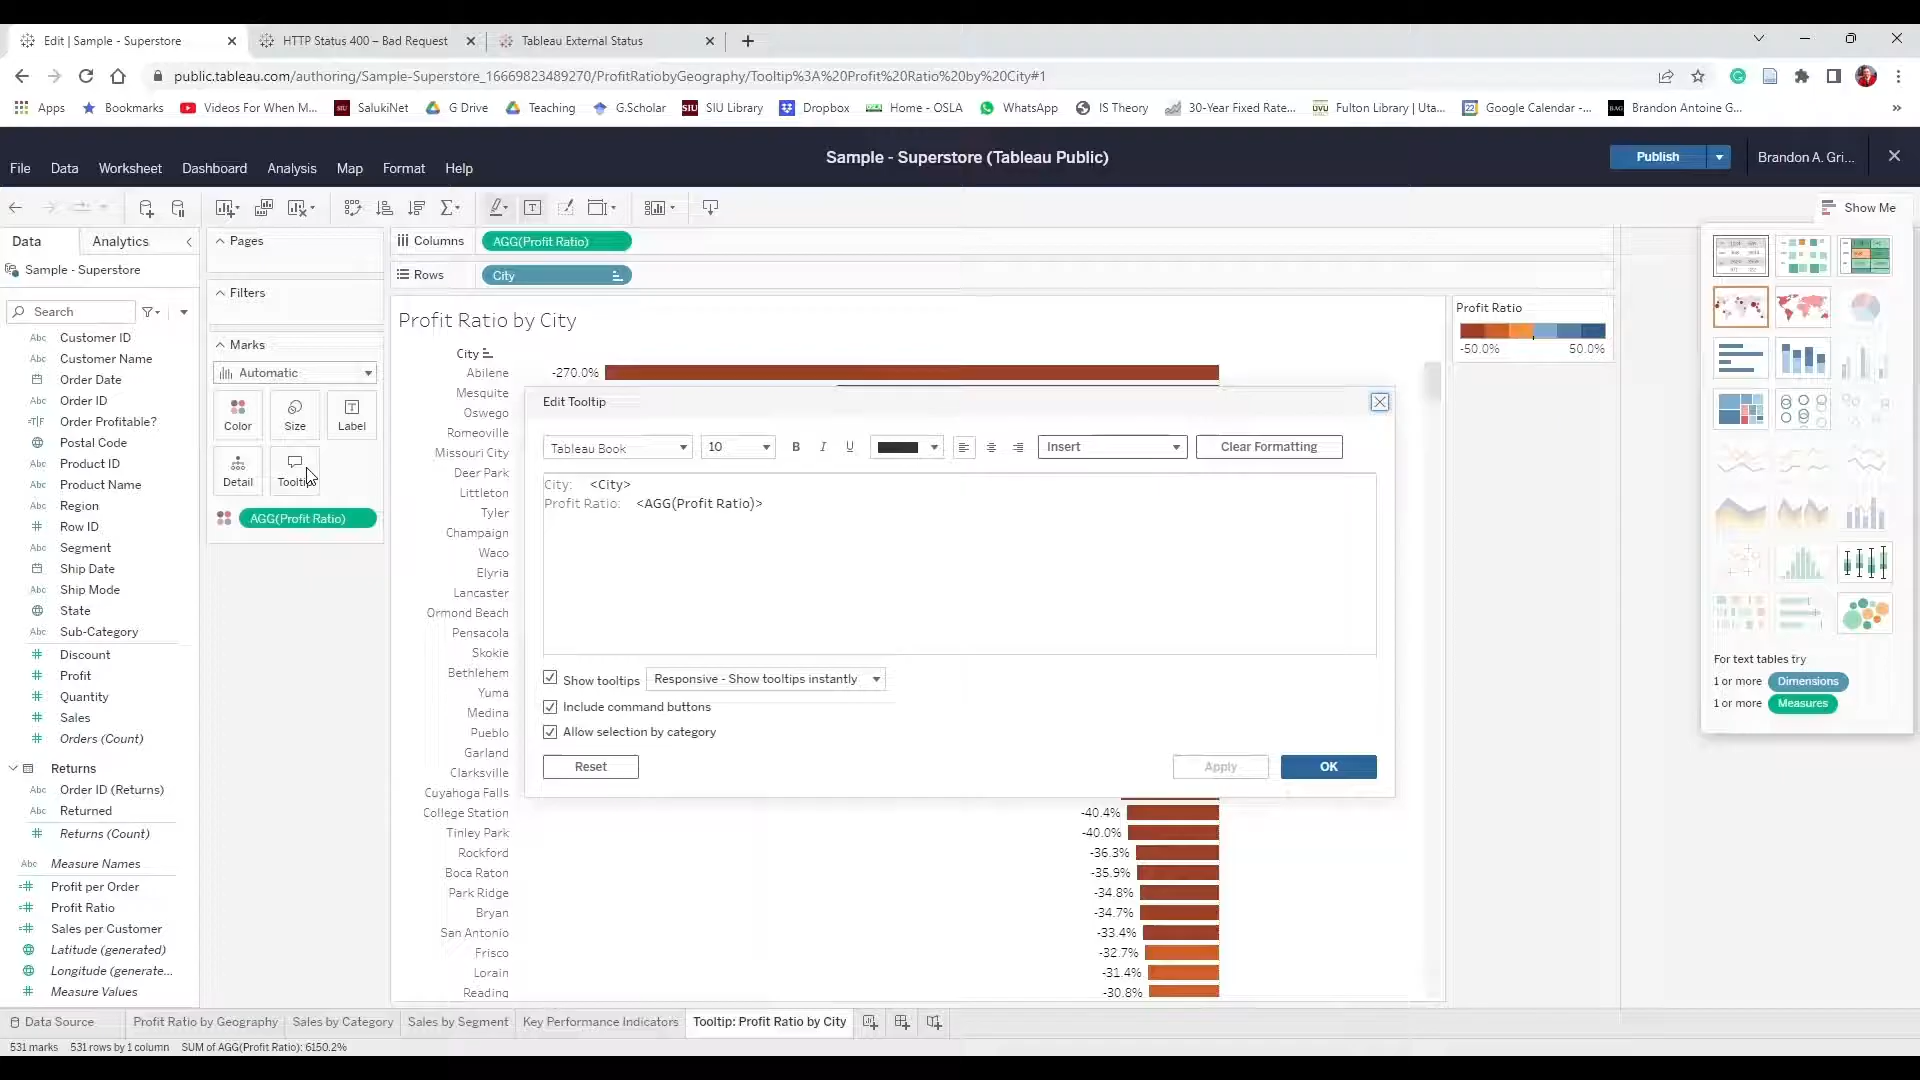 Edit | Sample - Superstore
HTTP Status 400 – Bad Request
Tableau External Status
public.tableau.com/authoring/Sample-Superstore_16669823489270/ProfitRatiobyGeography/Tooltip%3A%20Profit%20Ratio%20by%20City#1
Apps
Bookmarks
Videos For When M...
SalukiNet
G Drive
Teaching
G.Scholar
SIU Library
Dropbox
Home - OSLA
WhatsApp
IS Theory
30-Year Fixed Rate...
Fulton Library | Uta...
Google Calendar -...
Brandon Antoine G...
Sample - Superstore (Tableau Public)
Publish
Brandon A. Gri...
File
Data
Worksheet
Dashboard
Analysis
Map
Format
Help
Show Me
Data
Analytics
Sample - Superstore
Search
Customer ID
Customer Name
Order Date
Order ID
Order Profitable?
Postal Code
Product ID
Product Name
Region
Row ID
Segment
Ship Date
Ship Mode
State
Sub-Category
Discount
Profit
Quantity
Sales
Orders (Count)
Returns
Order ID (Returns)
Returned
Returns (Count)
Measure Names
Profit per Order
Profit Ratio
Sales per Customer
Latitude (generated)
Longitude (generate...
Measure Values
Pages
Filters
Marks
Automatic
Color
Size
Label
Detail
Tooltip
AGG(Profit Ratio)
Columns
AGG(Profit Ratio)
Rows
City
Profit Ratio by City
City
Abilene -270.0%
Mesquite
Oswego
Romeoville
Missouri City
Deer Park
Littleton
Tyler
Champaign
Waco
Elyria
Lancaster
Ormond Beach
Pensacola
Skokie
Bethlehem
Yuma
Medina
Pueblo
Garland
Clarksville
Cuyahoga Falls
College Station -40.4%
Tinley Park -40.0%
Rockford -36.3%
Boca Raton -35.9%
Park Ridge -34.8%
Bryan -34.7%
San Antonio -33.4%
Frisco -32.7%
Lorain -31.4%
Reading -30.8%
Edit Tooltip
Tableau Book
10
B
I
U
Insert
Clear Formatting
City: <City>
Profit Ratio: <AGG(Profit Ratio)>
Show tooltips
Responsive - Show tooltips instantly
Include command buttons
Allow selection by category
Reset
Apply
OK
Profit Ratio
-50.0% 50.0%
For text tables try
1 or more Dimensions
1 or more Measures
Data Source
Profit Ratio by Geography
Sales by Category
Sales by Segment
Key Performance Indicators
Tooltip: Profit Ratio by City
531 marks 531 rows by 1 column SUM of AGG(Profit Ratio): 6150.2%